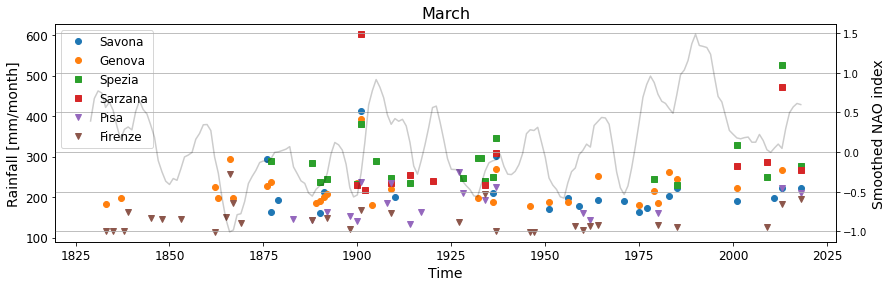 March
Rainfall [mm/month]
600
500
400
300
200
100
Savona
Genova
Spezia
Sarzana
Pisa
Firenze
1.5
1.0
0.5
0.0
−0.5
−1.0
Smoothed NAO index
1825 1850 1875 1900 1925 1950 1975 2000 2025
Time